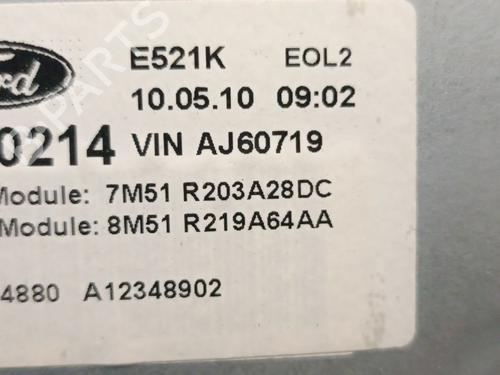 E521K EOL2
10.05.10 09:02
0214 VIN AJ60719
Module: 7M51 R203A28DC
Module: 8M51 R219A64AA
4880 A12348902